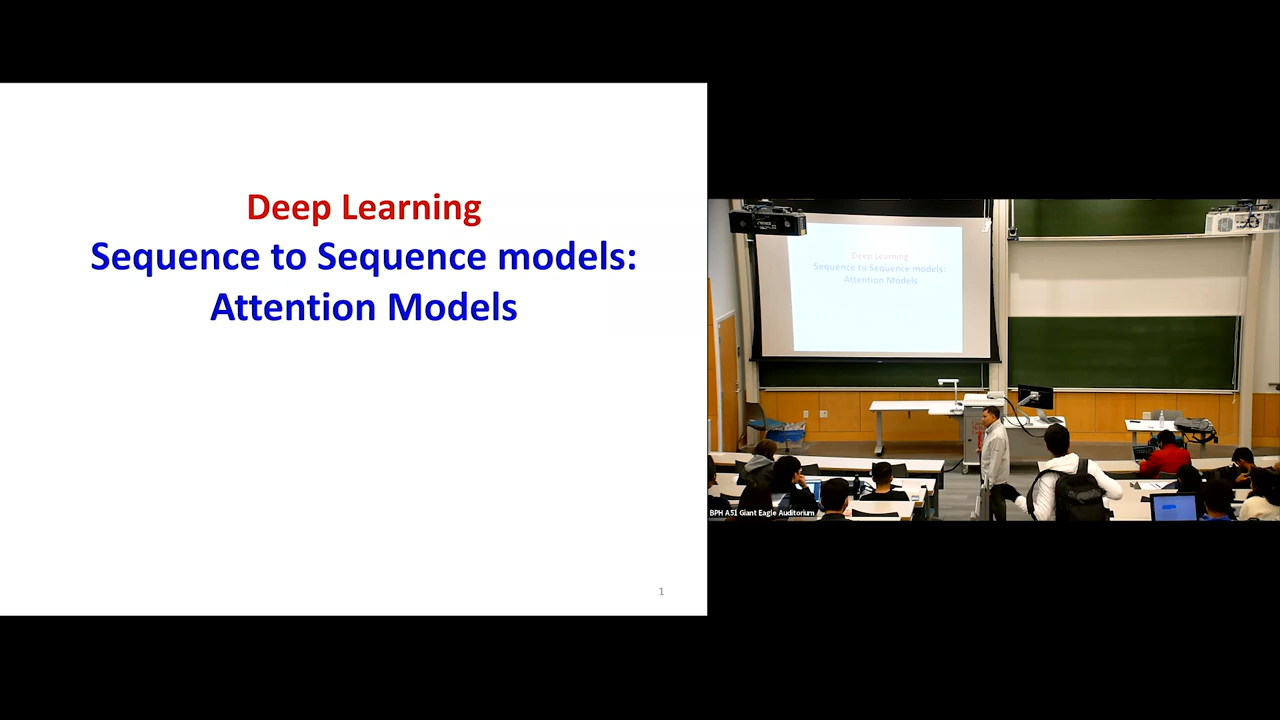 Deep Learning
Sequence to Sequence models:
Attention Models
1
Deep Learning
Sequence to Sequence models:
Attention Models
BPH A51 Giant Eagle Auditorium